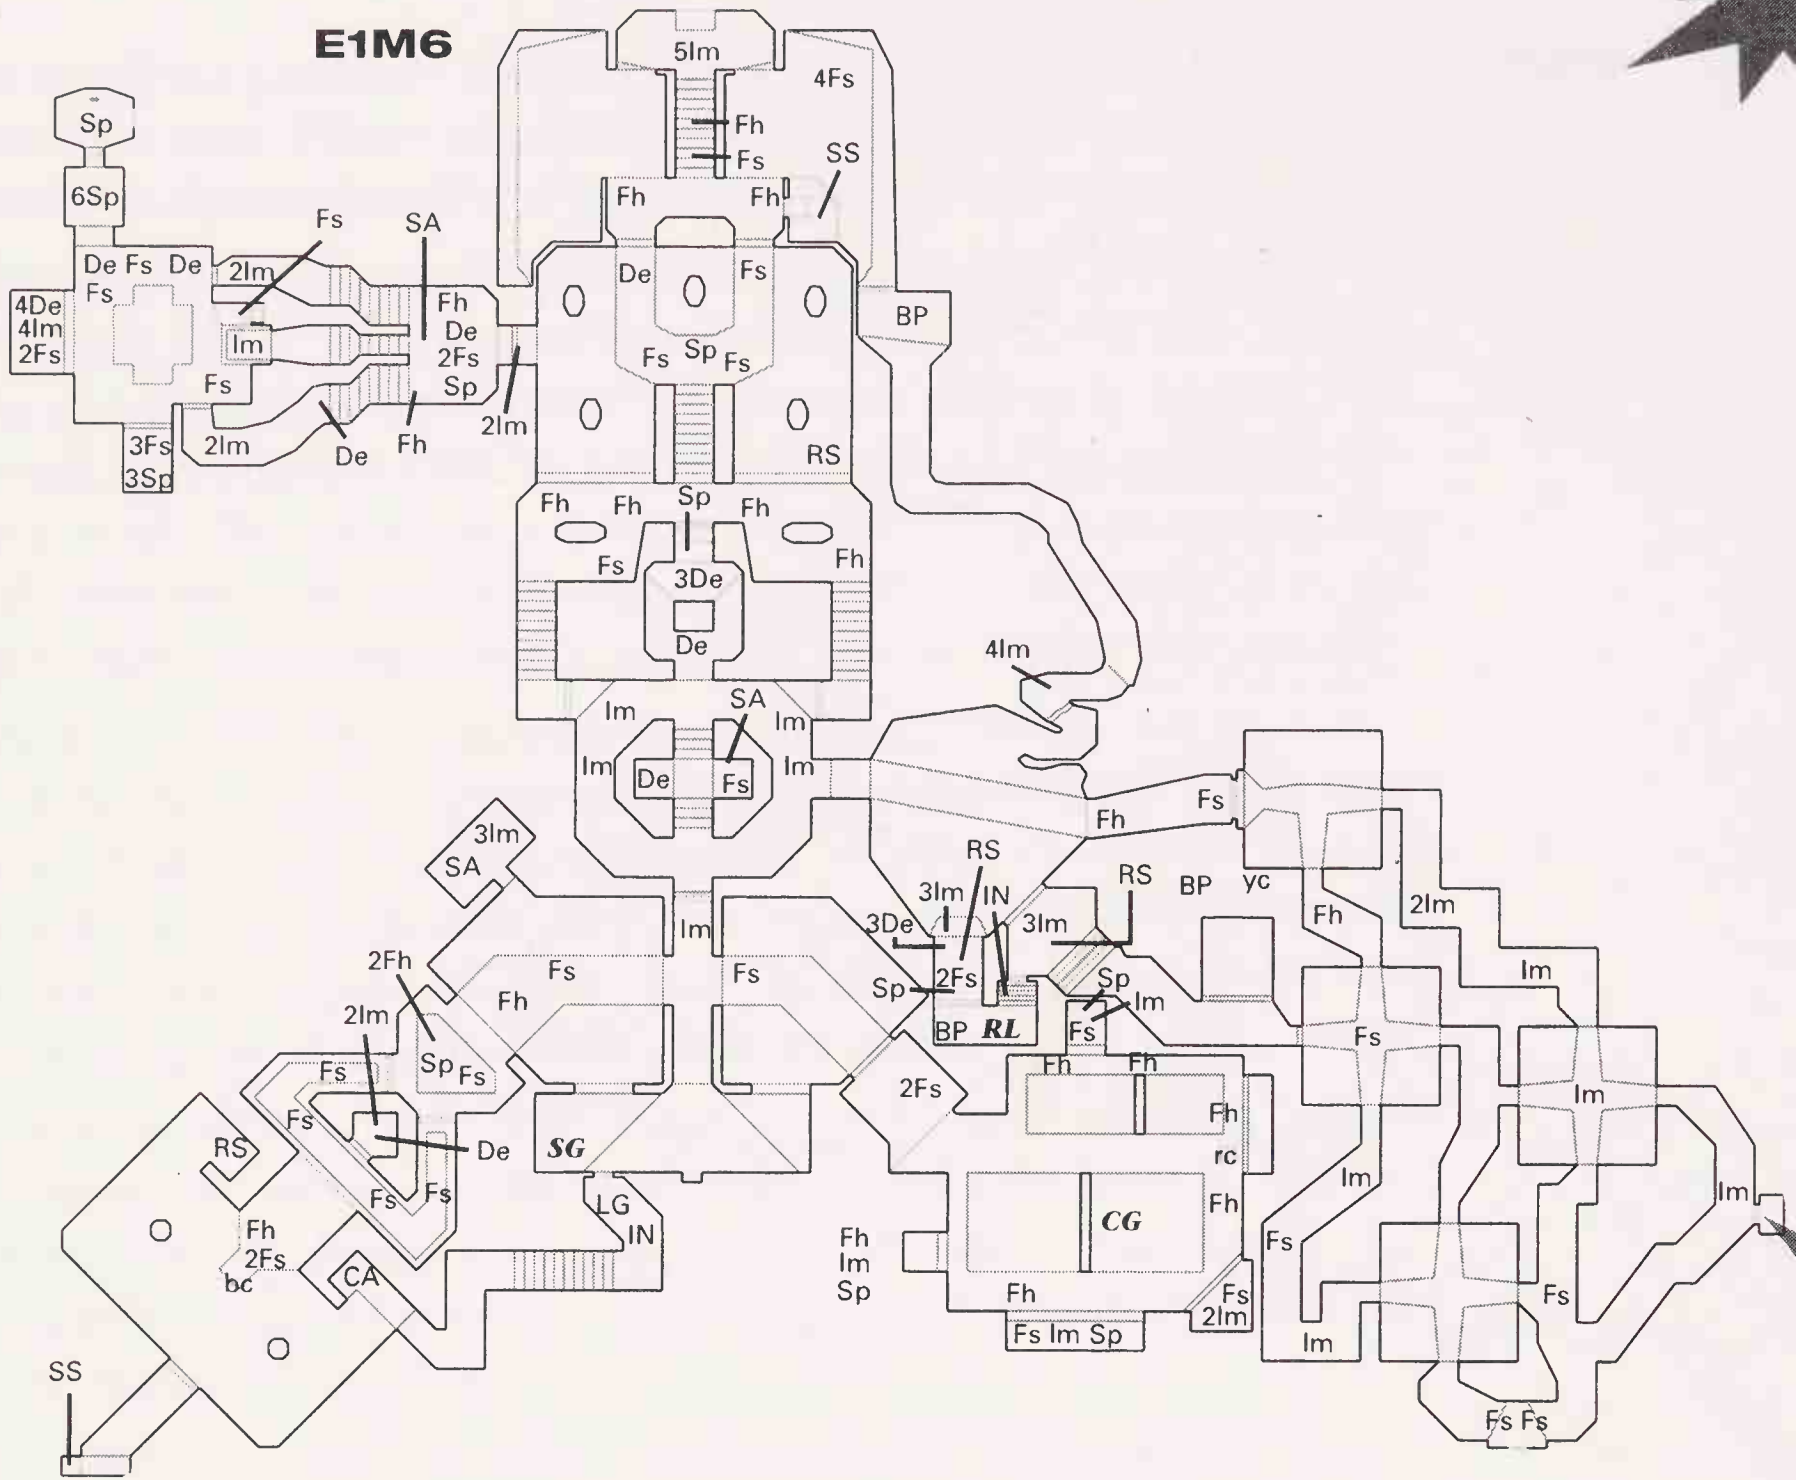 E1M6
5Im
4Fs
Sp
Fh
Fs
SS
6Sp
Fh
Fh
Fs
SA
De Fs De
2Im
De
Fs
Fs
4De
4Im
2Fs
Fh
De
2Fs
Sp
BP
Im
Fs
Sp
Fs
Fs
2Im
3Fs
3Sp
2Im
De
Fh
RS
Fh
Fh
Sp
Fh
Fs
Fh
3De
De
4Im
SA
Im
Im
Im
De
Fs
Im
Fs
Fh
3Im
SA
RS
RS
BP
yc
3Im
IN
2Im
3De
3Im
Fh
Im
2Fh
Fs
Fs
Im
Fh
Sp
2Fs
Sp
Im
2Im
BP
RL
Fs
Fs
Sp
Fs
Fs
Fh
Fh
2Fs
Im
Fs
Fh
RS
SG
De
rc
Fs
Fs
Im
Im
LG
IN
Fh
CG
Fh
2Fs
bc
CA
Fh
Im
Sp
Fs
Fh
Fs
2Im
Fs
Fs Im Sp
Im
SS
Fs Fs